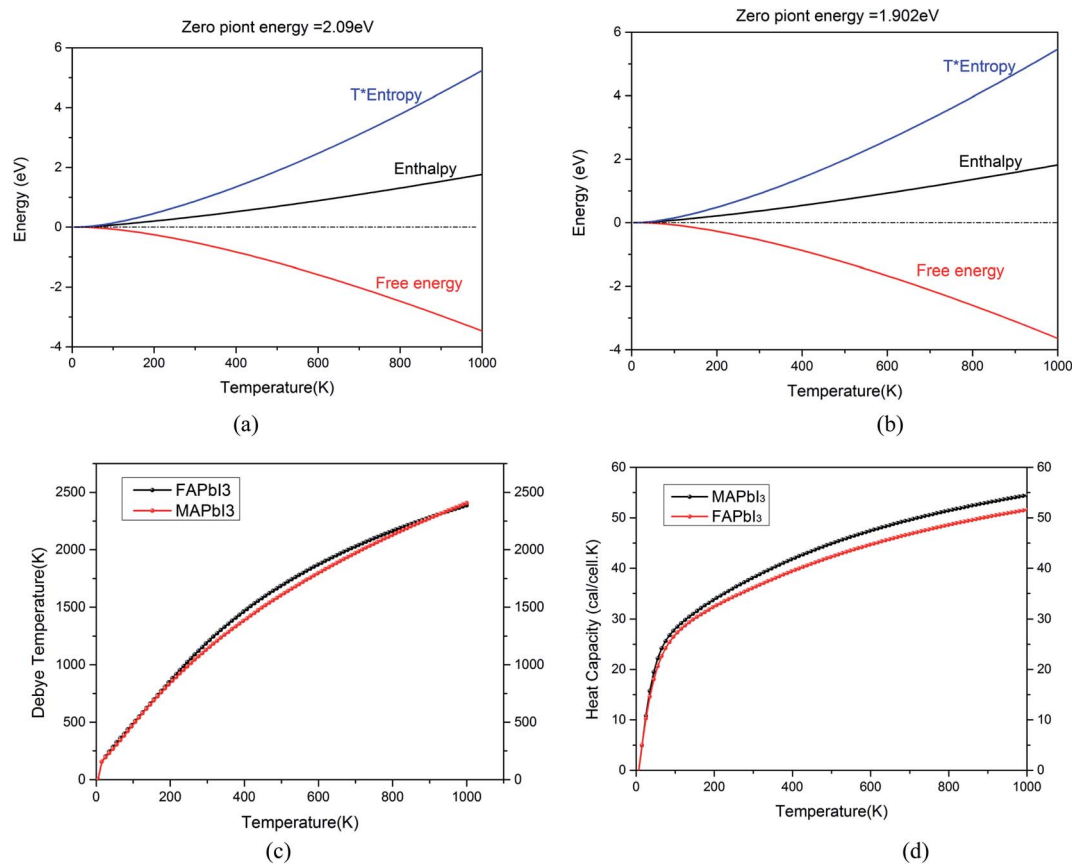 Zero piont energy =2.09eV
6
4
2
0
-2
-4
Energy (eV)
T*Entropy
Enthalpy
Free energy
0 200 400 600 800 1000
Temperature(K)
(a)
Zero piont energy =1.902eV
6
4
2
0
-2
-4
Energy (eV)
T*Entropy
Enthalpy
Free energy
0 200 400 600 800 1000
Temperature(K)
(b)
FAPbI3
MAPbI3
2500 2500
2000 2000
1500 1500
1000 1000
500 500
0 0
Debye Temperature(K)
0 200 400 600 800 1000
Temperature(K)
(c)
MAPbI₃
FAPbI₃
60 60
50 50
40 40
30 30
20 20
10 10
0 0
Heat Capacity (cal/cell.K)
0 200 400 600 800 1000
Temperature(K)
(d)